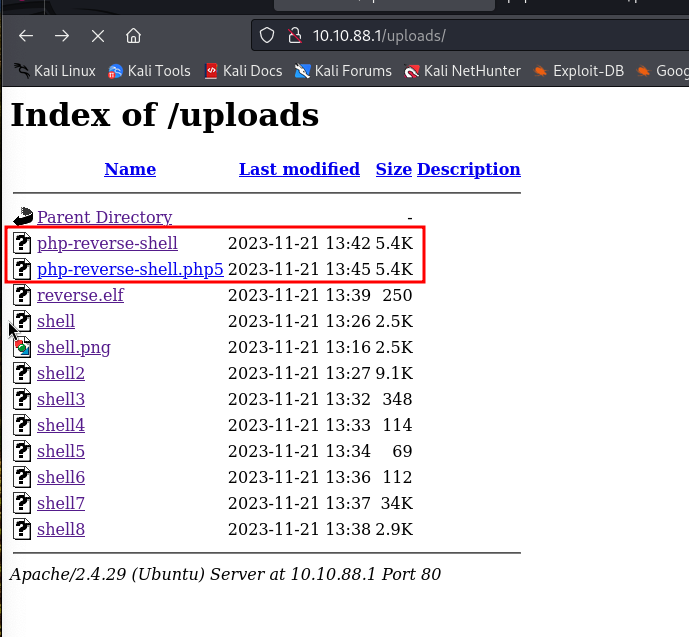 10.10.88.1/uploads/
Kali Linux Kali Tools Kali Docs Kali Forums Kali NetHunter Exploit-DB Goog
Index of /uploads
Name Last modified Size Description
Parent Directory -
php-reverse-shell 2023-11-21 13:42 5.4K
php-reverse-shell.php5 2023-11-21 13:45 5.4K
reverse.elf 2023-11-21 13:39 250
shell 2023-11-21 13:26 2.5K
shell.png 2023-11-21 13:16 2.5K
shell2 2023-11-21 13:27 9.1K
shell3 2023-11-21 13:32 348
shell4 2023-11-21 13:33 114
shell5 2023-11-21 13:34 69
shell6 2023-11-21 13:36 112
shell7 2023-11-21 13:37 34K
shell8 2023-11-21 13:38 2.9K
Apache/2.4.29 (Ubuntu) Server at 10.10.88.1 Port 80